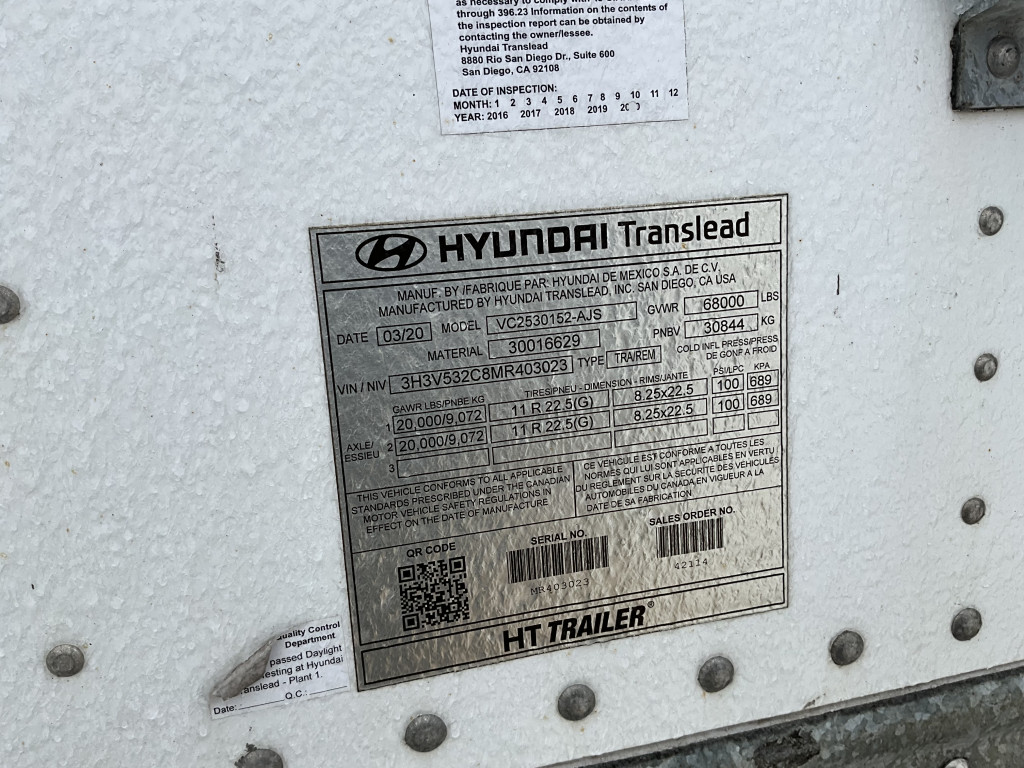 as necessary to comply with
through 396.23 Information on the contents of
the inspection report can be obtained by
contacting the owner/lessee.
Hyundai Translead
8880 Rio San Diego Dr., Suite 600
San Diego, CA 92108
DATE OF INSPECTION:
MONTH: 1 2 3 4 5 6 7 8 9 10 11 12
YEAR: 2016 2017 2018 2019
HYUNDAI Translead
MANUF. BY /FABRIQUE PAR: HYUNDAI DE MEXICO S.A. DE C.V.
MANUFACTURED BY HYUNDAI TRANSLEAD, INC. SAN DIEGO, CA USA
DATE 03/20 MODEL VC2530152-AJS GVWR 68000 LBS
MATERIAL 30016629 PNBV 30844 KG
VIN / NIV 3H3V532C8MR403023 TYPE TRA/REM COLD INFL PRESS/PRESS
DE GONF A FROID
GAWR LBS/PNBE KG TIRES/PNEU - DIMENSION - RIMS/JANTE PSI/LPC KPA
1 20,000/9,072 11 R 22.5(G) 8.25x22.5 100 689
AXLE/
ESSIEU 2 20,000/9,072 11 R 22.5(G) 8.25x22.5 100 689
3
THIS VEHICLE CONFORMS TO ALL APPLICABLE
STANDARDS PRESCRIBED UNDER THE CANADIAN
MOTOR VEHICLE SAFETY REGULATIONS IN
EFFECT ON THE DATE OF MANUFACTURE
CE VEHICULE EST CONFORME A TOUTES LES
NORMES QUI LUI SONT APPLICABLES EN VERTU
DU REGLEMENT SUR LA SECURITE DES VEHICULES
AUTOMOBILES DU CANADA EN VIGUEUR A LA
DATE DE SA FABRICATION
QR CODE SERIAL NO. SALES ORDER NO.
MR403023 42114
HT TRAILER®
uality Control
Department
passed Daylight
esting at Hyundai
anslead - Plant 1.
Date: Q.C.: